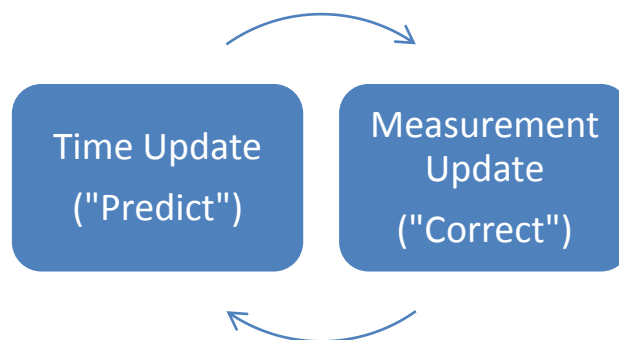 Time Update
("Predict")
Measurement
Update
("Correct")